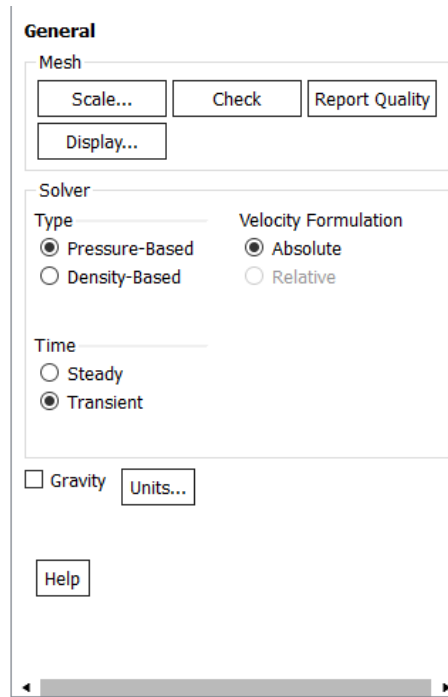 General
Mesh
Scale...
Check
Report Quality
Display...
Solver
Type
Velocity Formulation
Pressure-Based
Absolute
Density-Based
Relative
Time
Steady
Transient
Gravity
Units...
Help